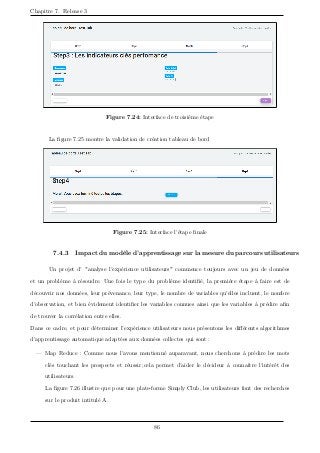 Chapitre 7. Release 3
Step3 : Les indicateurs clés perfomance
Figure 7.24: Interface de troisième étape
La figure 7.25 montre la validation de création tableau de bord
Step4
Figure 7.25: Interface l'étape finale
7.4.3 Impact du modèle d'apprentissage sur la mesure du parcours utilisateurs
Un projet d' "analyse l'expérience utilisateurs" commence toujours avec un jeu de données
et un problème à résoudre. Une fois le type du problème identifié, la première étape à faire est de
découvrir nos données, leur provenance, leur type, le nombre de variables qu'elles incluent, le nombre
d'observation, et bien évidement identifier les variables connues ainsi que les variables à prédire afin
de trouver la corrélation entre elles.
Dans ce cadre, et pour déterminer l'expérience utilisateurs nous présentons les différents algorithmes
d'apprentissage automatique adeptées aux données collectes qui sont :
— Map Reduce : Comme nous l'avons mentionné auparavant, nous cherchons à prédire les mots
clés touchant les prospects et réussir, cela permet d'aider le décideur à connaître l'intérêt des
utilisateurs.
La figure 7.26 illustre que pour une plate-forme Simply Club, les utilisateurs font des recherches
sur le produit intitulé A
86